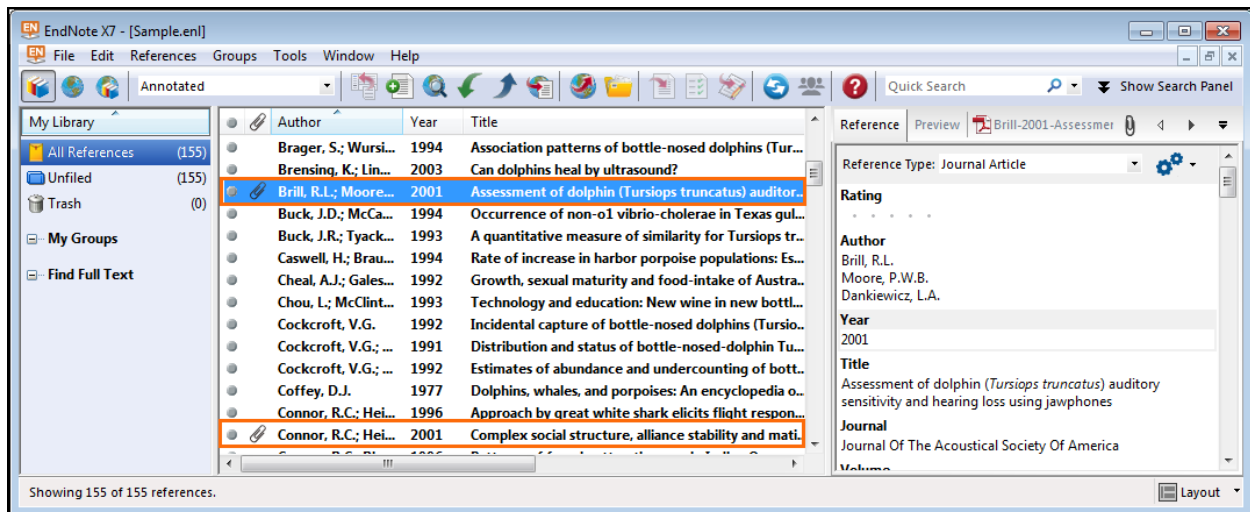 EndNote X7 - [Sample.enl]
File Edit References Groups Tools Window Help
Annotated
Quick Search
Show Search Panel
My Library
All References (155)
Unfiled (155)
Trash (0)
My Groups
Find Full Text
Author Year Title
Brager, S.; Wursi... 1994 Association patterns of bottle-nosed dolphins (Tur...
Brensing, K.; Lin... 2003 Can dolphins heal by ultrasound?
Brill, R.L.; Moore... 2001 Assessment of dolphin (Tursiops truncatus) auditor..
Buck, J.D.; McCa... 1994 Occurrence of non-o1 vibrio-cholerae in Texas gul...
Buck, J.R.; Tyack... 1993 A quantitative measure of similarity for Tursiops tr...
Caswell, H.; Brau... 1994 Rate of increase in harbor porpoise populations: Es...
Cheal, A.J.; Gales... 1992 Growth, sexual maturity and food-intake of Austra...
Chou, L.; McClint... 1993 Technology and education: New wine in new bottl...
Cockcroft, V.G. 1992 Incidental capture of bottle-nosed dolphins (Tursio...
Cockcroft, V.G.; ... 1991 Distribution and status of bottle-nosed-dolphin Tu...
Cockcroft, V.G.; ... 1992 Estimates of abundance and undercounting of bott...
Coffey, D.J. 1977 Dolphins, whales, and porpoises: An encyclopedia o...
Connor, R.C.; Hei... 1996 Approach by great white shark elicits flight respon...
Connor, R.C.; Hei... 2001 Complex social structure, alliance stability and mati..
Reference Preview Brill-2001-Assessmer
Reference Type: Journal Article
Rating
Author
Brill, R.L.
Moore, P.W.B.
Dankiewicz, L.A.
Year
2001
Title
Assessment of dolphin (Tursiops truncatus) auditory
sensitivity and hearing loss using jawphones
Journal
Journal Of The Acoustical Society Of America
Volume
Showing 155 of 155 references.
Layout